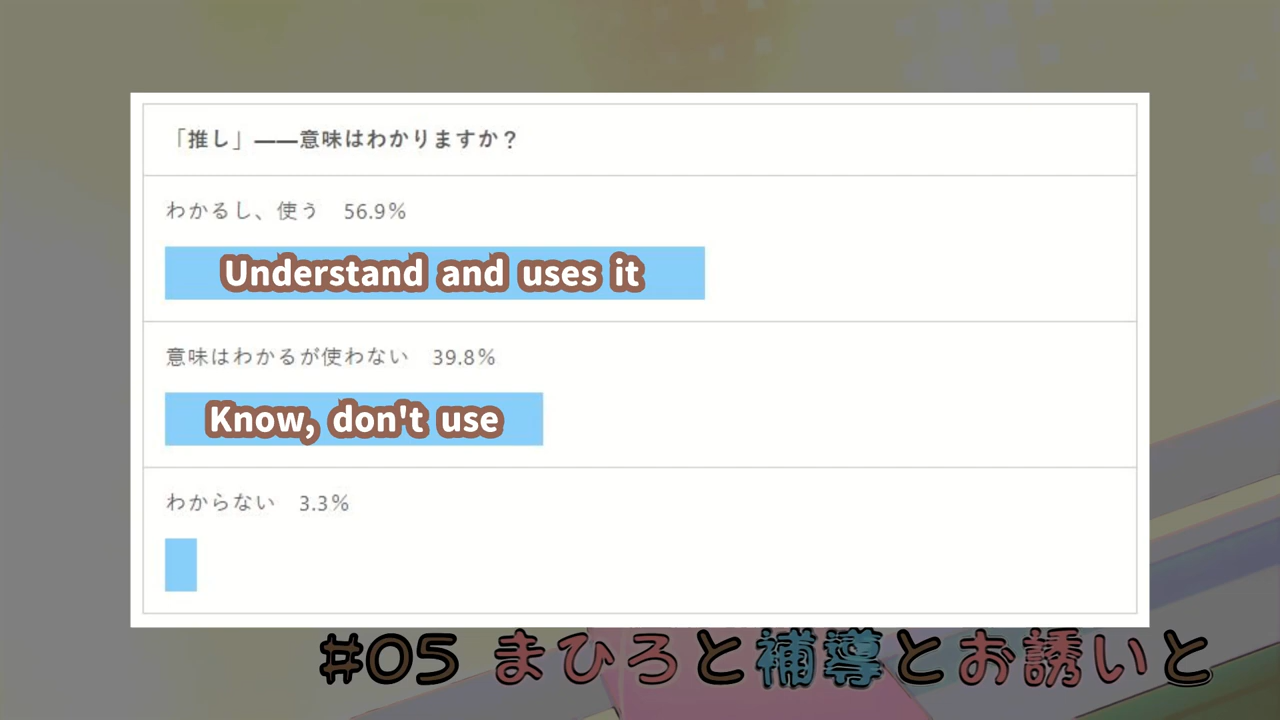 「推し」――意味はわかりますか？
わかるし、使う 56.9%
Understand and uses it
意味はわかるが使わない 39.8%
Know, don't use
わからない 3.3%
#05 まひろと補導とお誘いと